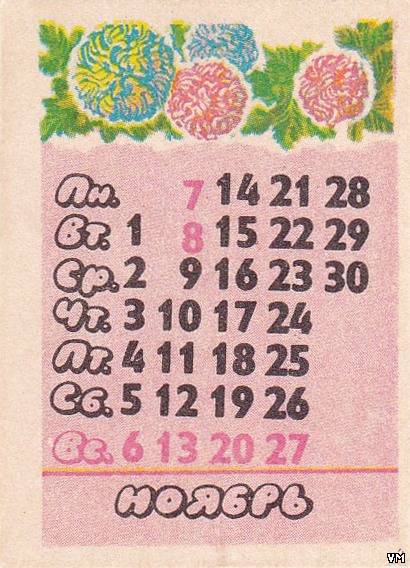 Пн. 7 14 21 28
Вт. 1 8 15 22 29
Ср. 2 9 16 23 30
Чт. 3 10 17 24
Пт. 4 11 18 25
Сб. 5 12 19 26
Вс. 6 13 20 27
НОЯБРЬ
VM